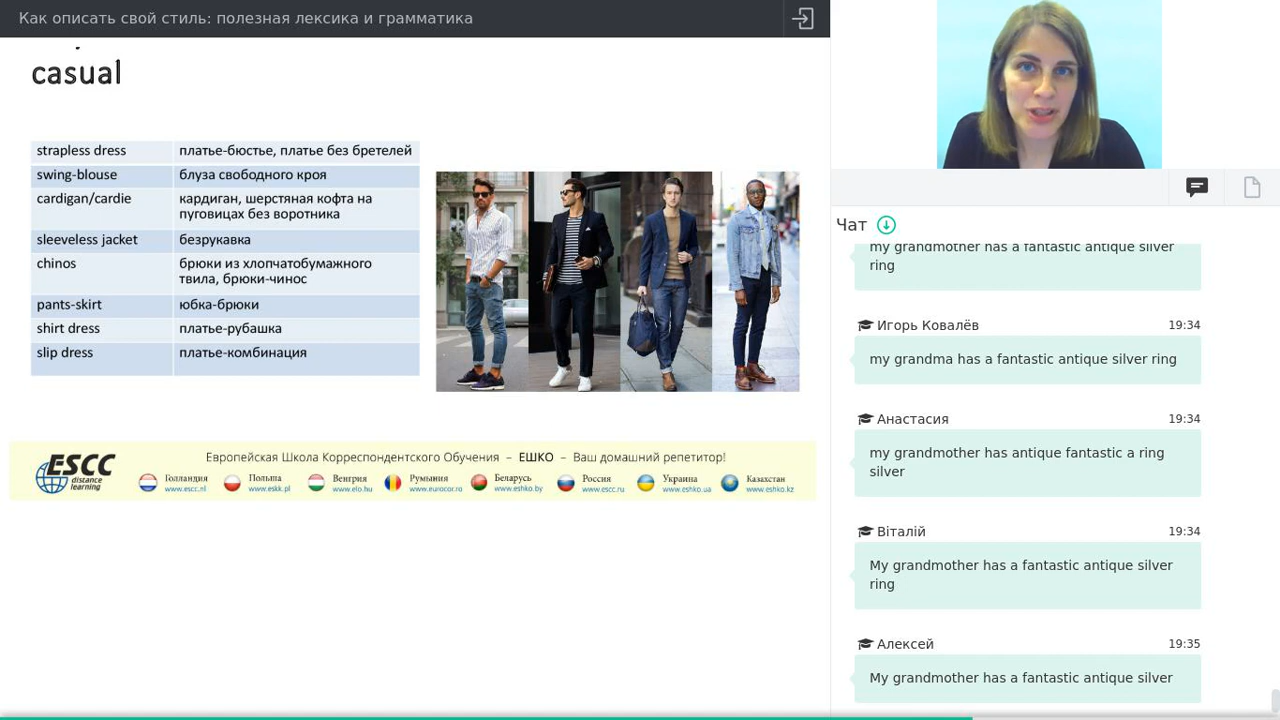 Как описать свой стиль: полезная лексика и грамматика
casual
strapless dress платье-бюстье, платье без бретелей
swing-blouse блуза свободного кроя
cardigan/cardie кардиган, шерстяная кофта на
пуговицах без воротника
sleeveless jacket безрукавка
chinos брюки из хлопчатобумажного
твила, брюки-чинос
pants-skirt юбка-брюки
shirt dress платье-рубашка
slip dress платье-комбинация
ESCC
distance
learning
Европейская Школа Корреспондентского Обучения – ЕШКО – Ваш домашний репетитор!
Голландия
www.escc.nl
Польша
www.eskk.pl
Венгрия
www.elo.hu
Румыния
www.eurocor.ro
Беларусь
www.eshko.by
Россия
www.escc.ru
Украина
www.eshko.ua
Казахстан
www.eshko.kz
Чат
my grandmother has a fantastic antique silver
ring
Игорь Ковалёв 19:34
my grandma has a fantastic antique silver ring
Анастасия 19:34
my grandmother has antique fantastic a ring
silver
Віталій 19:34
My grandmother has a fantastic antique silver
ring
Алексей 19:35
My grandmother has a fantastic antique silver